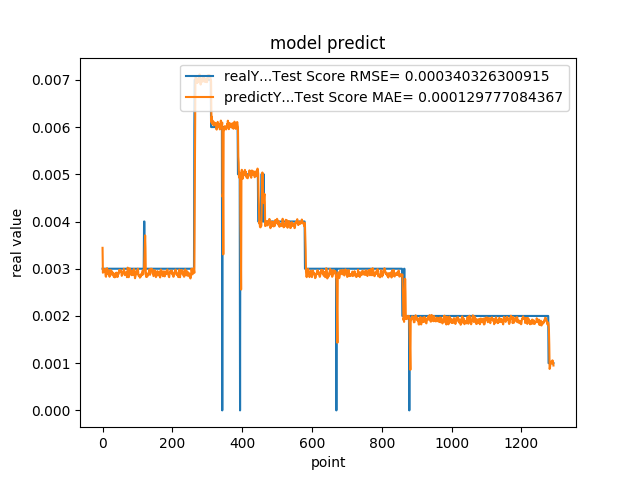 model predict
realY...Test Score RMSE= 0.000340326300915
predictY...Test Score MAE= 0.000129777084367
0.007
0.006
0.005
0.004
0.003
0.002
0.001
0.000
real value
0 200 400 600 800 1000 1200
point